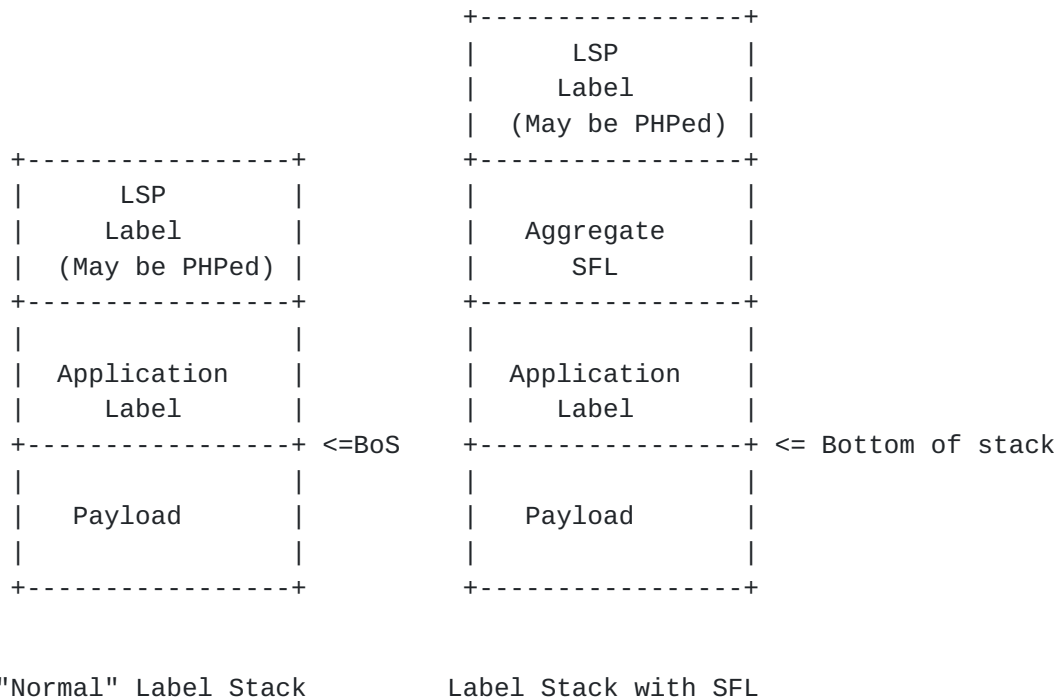 +-----------------+
                              |      LSP        |
                              |     Label       |
                              |  (May be PHPed) |
 +-----------------+          +-----------------+
 |      LSP        |          |                 |
 |     Label       |          |   Aggregate     |
 |  (May be PHPed) |          |      SFL        |
 +-----------------+          +-----------------+
 |                 |          |                 |
 |  Application    |          |  Application    |
 |     Label       |          |     Label       |
 +-----------------+ <=BoS    +-----------------+ <= Bottom of stack
 |                 |          |                 |
 |   Payload       |          |   Payload       |
 |                 |          |                 |
 +-----------------+          +-----------------+
"Normal" Label Stack         Label Stack with SFL